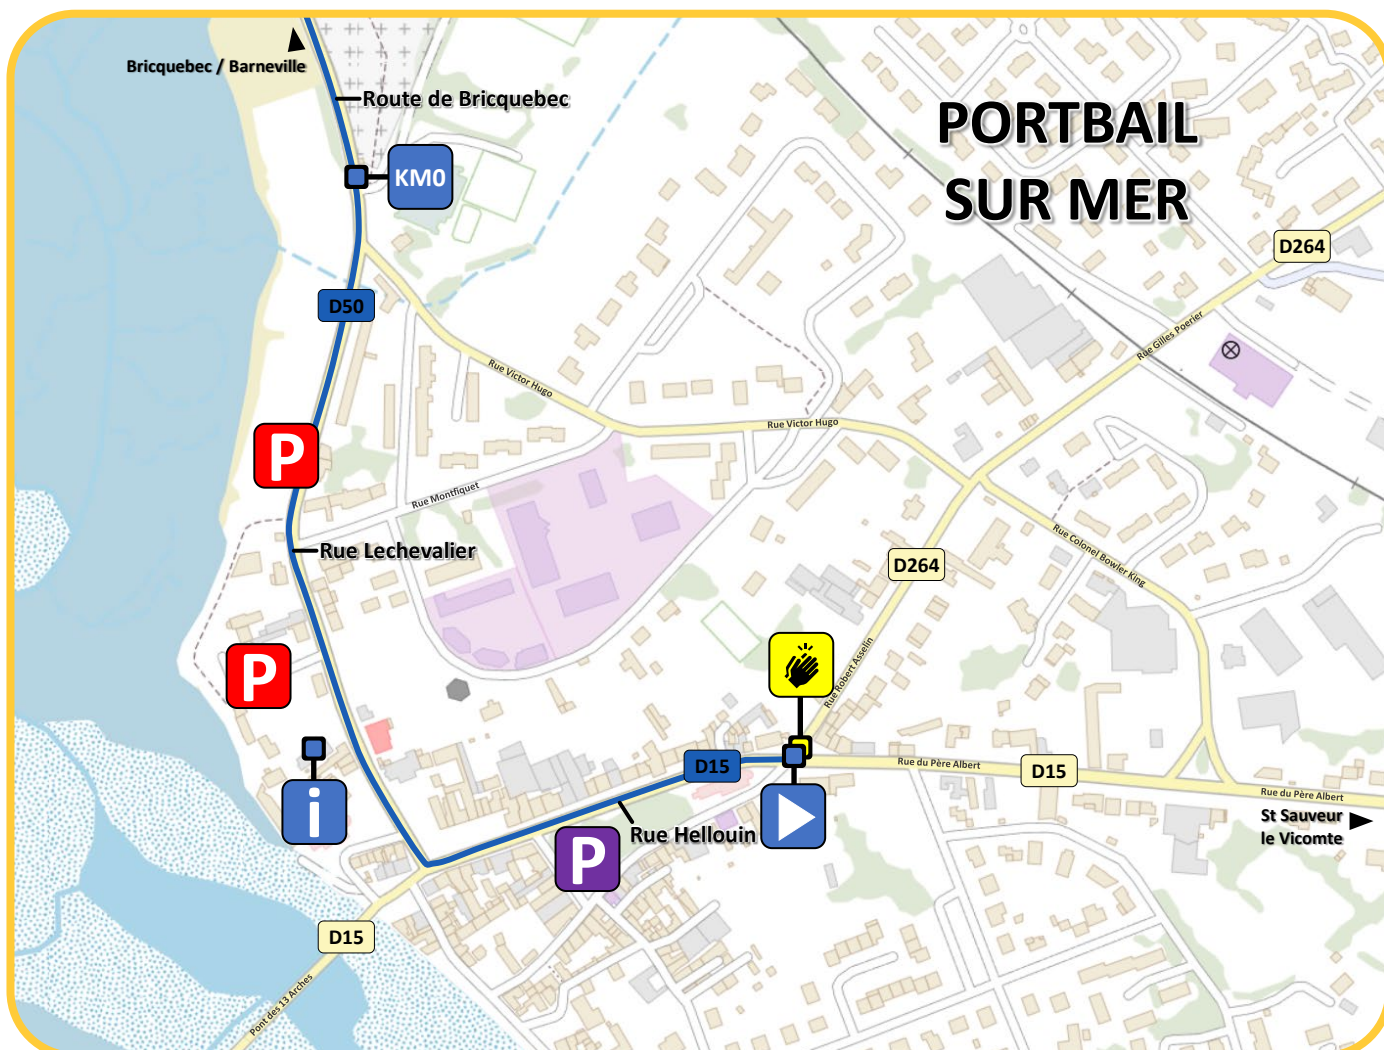 Bricquebec / Barneville
Route de Bricquebec
PORTBAIL
SUR MER
KM0
D264
D50
Rue Gilles Poerier
Rue Victor Hugo
Rue Victor Hugo
P
Rue Montfiquet
Rue Lechevalier
Rue Colonel Bowler King
D264
P
Rue Robert Asselin
D15
Rue du Père Albert
D15
Rue du Père Albert
i
St Sauveur
le Vicomte
Rue Hellouin
P
D15
Pont des 13 Arches